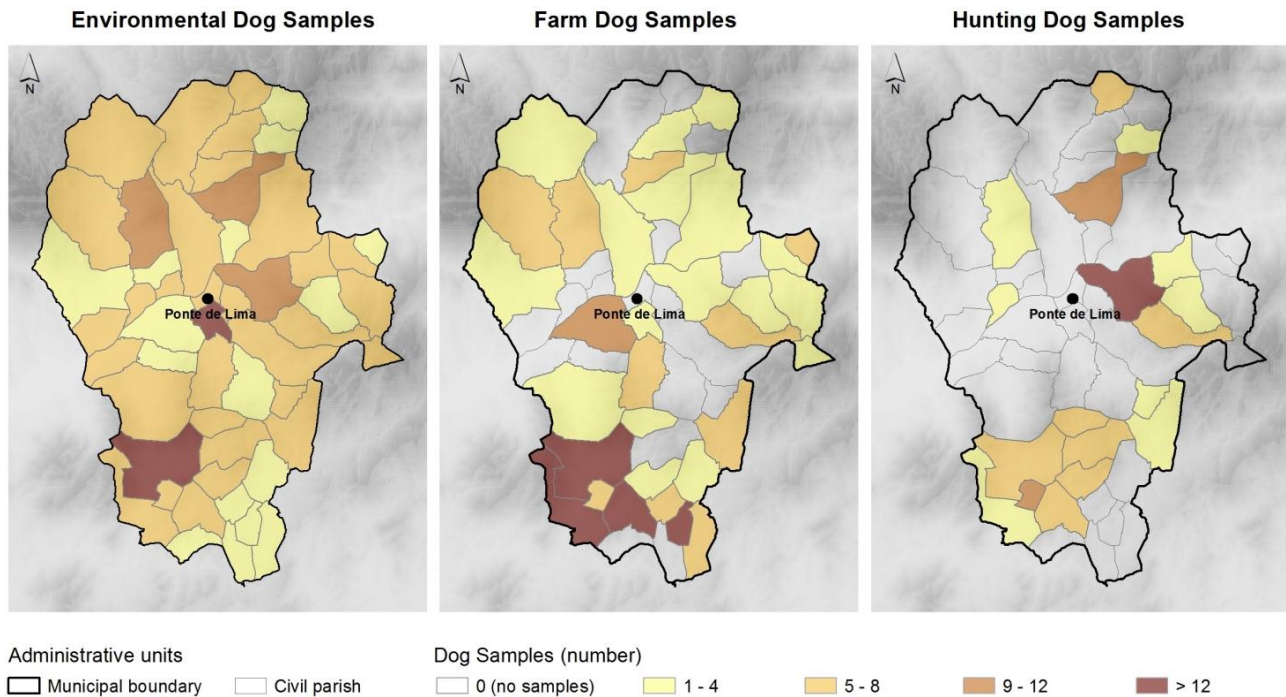 Environmental Dog Samples
Farm Dog Samples
Hunting Dog Samples
N
N
N
Ponte de Lima
Ponte de Lima
Ponte de Lima
Administrative units
Municipal boundary
Civil parish
Dog Samples (number)
0 (no samples)
1 - 4
5 - 8
9 - 12
> 12